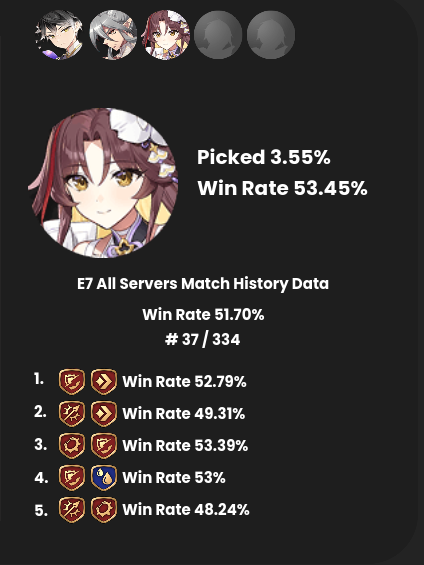 Picked 3.55%
Win Rate 53.45%
E7 All Servers Match History Data
Win Rate 51.70%
# 37 / 334
1. Win Rate 52.79%
2. Win Rate 49.31%
3. Win Rate 53.39%
4. Win Rate 53%
5. Win Rate 48.24%